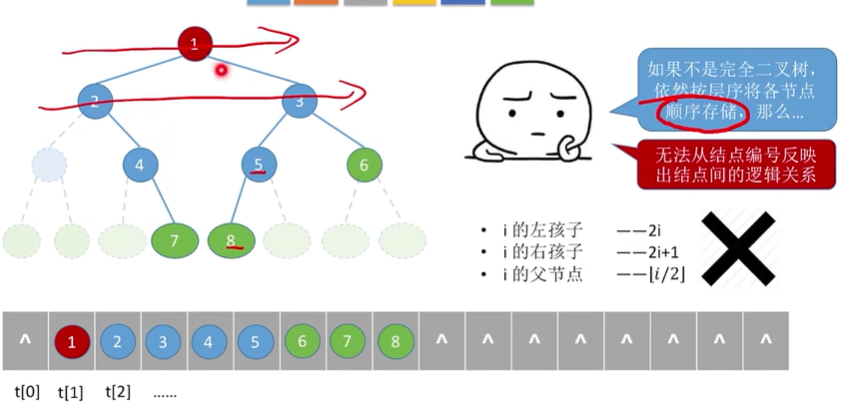 1
如果不是完全二叉树,
依然按层序将各节点
顺序存储,那么...
2 3
无法从结点编号反映
出结点间的逻辑关系
4 5 6
7 8
• i 的左孩子 ——2i
• i 的右孩子 ——2i+1
• i 的父节点 ——⌊i/2⌋
^ 1 2 3 4 5 6 7 8 ^ ^ ^ ^ ^ ^ ^ ^
t[0] t[1] t[2] ......